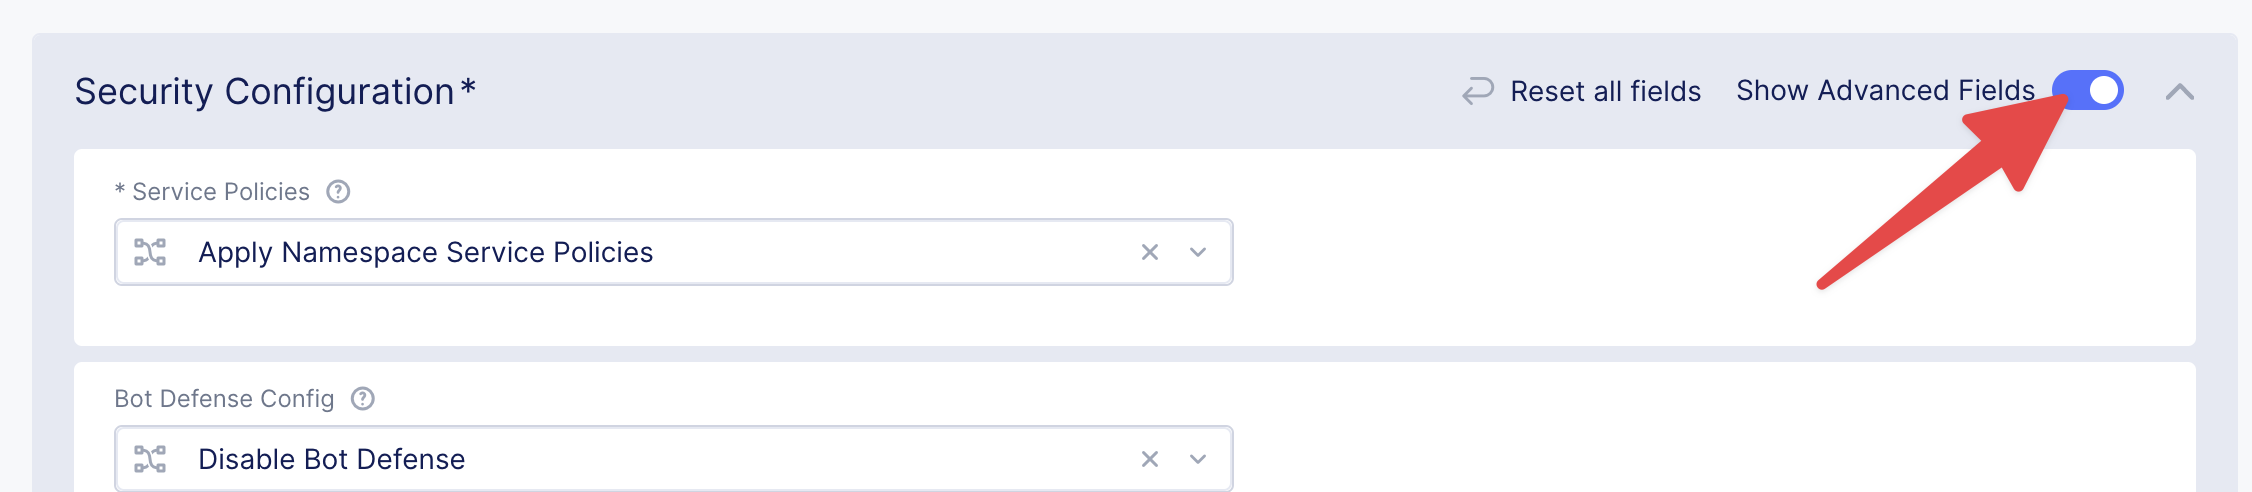 Security Configuration*
Reset all fields
Show Advanced Fields
* Service Policies
Apply Namespace Service Policies
Bot Defense Config
Disable Bot Defense